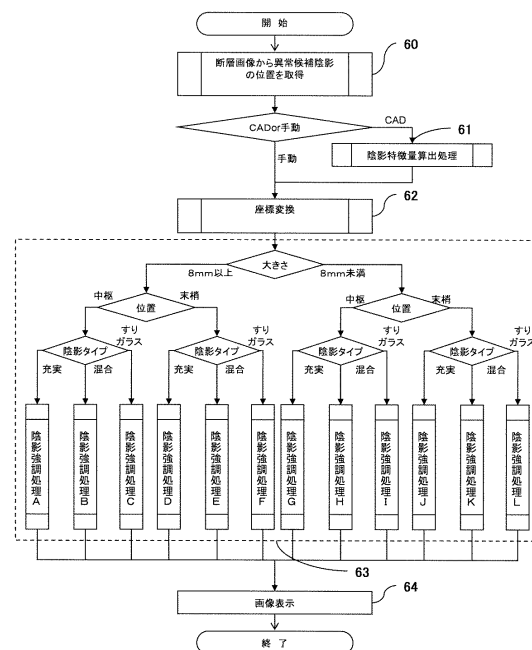 開 始
60
断層画像から異常候補陰影
の位置を取得
CADor手動
CAD
61
手動
陰影特徴量算出処理
62
座標変換
大きさ
8mm以上
8mm未満
中枢
位置
末梢
中枢
位置
末梢
すり
ガラス
すり
ガラス
すり
ガラス
すり
ガラス
陰影タイプ
陰影タイプ
陰影タイプ
陰影タイプ
充実
混合
充実
混合
充実
混合
充実
混合
陰影強調処理A
陰影強調処理B
陰影強調処理C
陰影強調処理D
陰影強調処理E
陰影強調処理F
陰影強調処理G
陰影強調処理H
陰影強調処理I
陰影強調処理J
陰影強調処理K
陰影強調処理L
63
64
画像表示
終 了